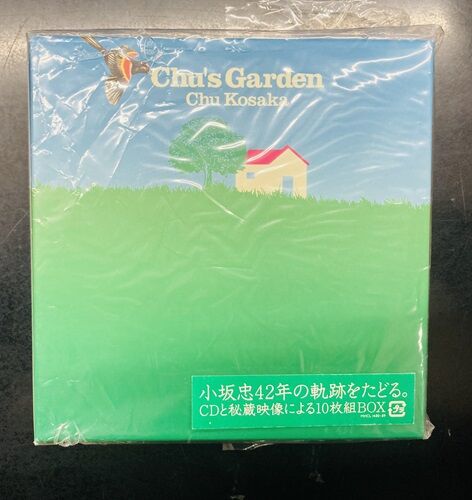 Chu's Garden
Chu Kosaka
小坂忠42年の軌跡をたどる。
CDと秘蔵映像による10枚組BOX